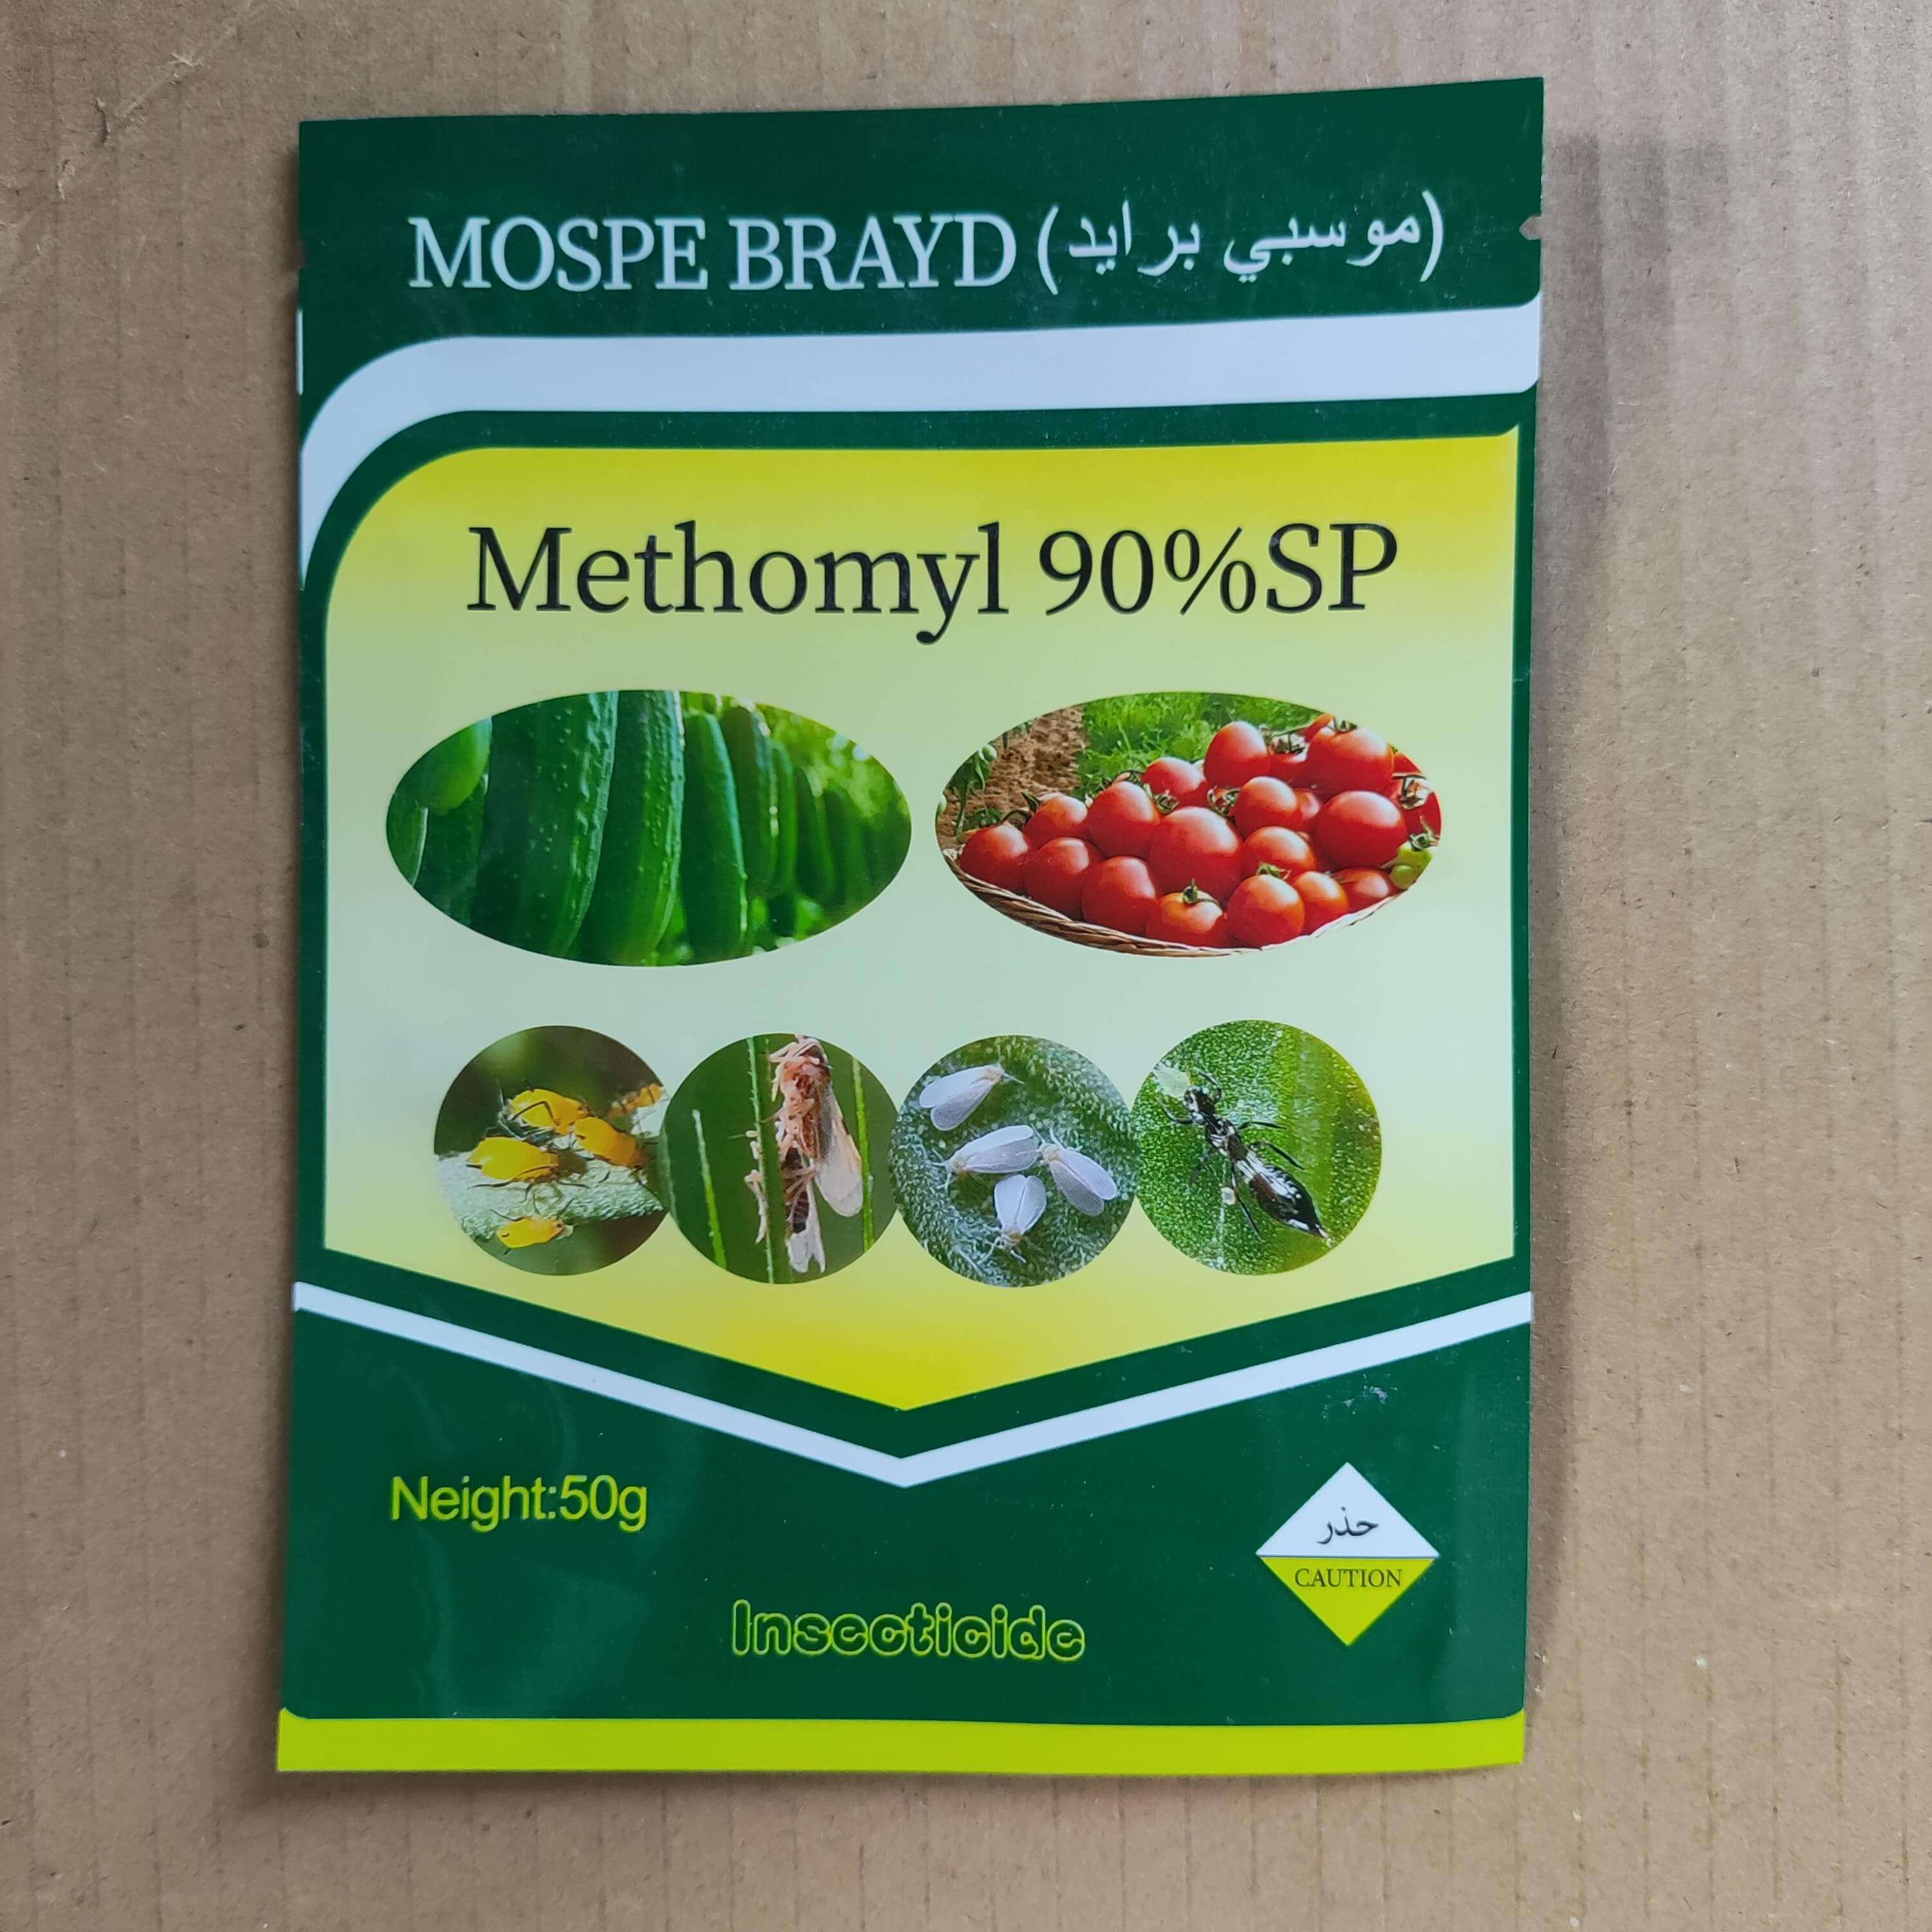 MOSPE BRAYD (موسبي برايد)
Methomyl 90%SP
Neight:50g
حذر
CAUTION
Insecticide